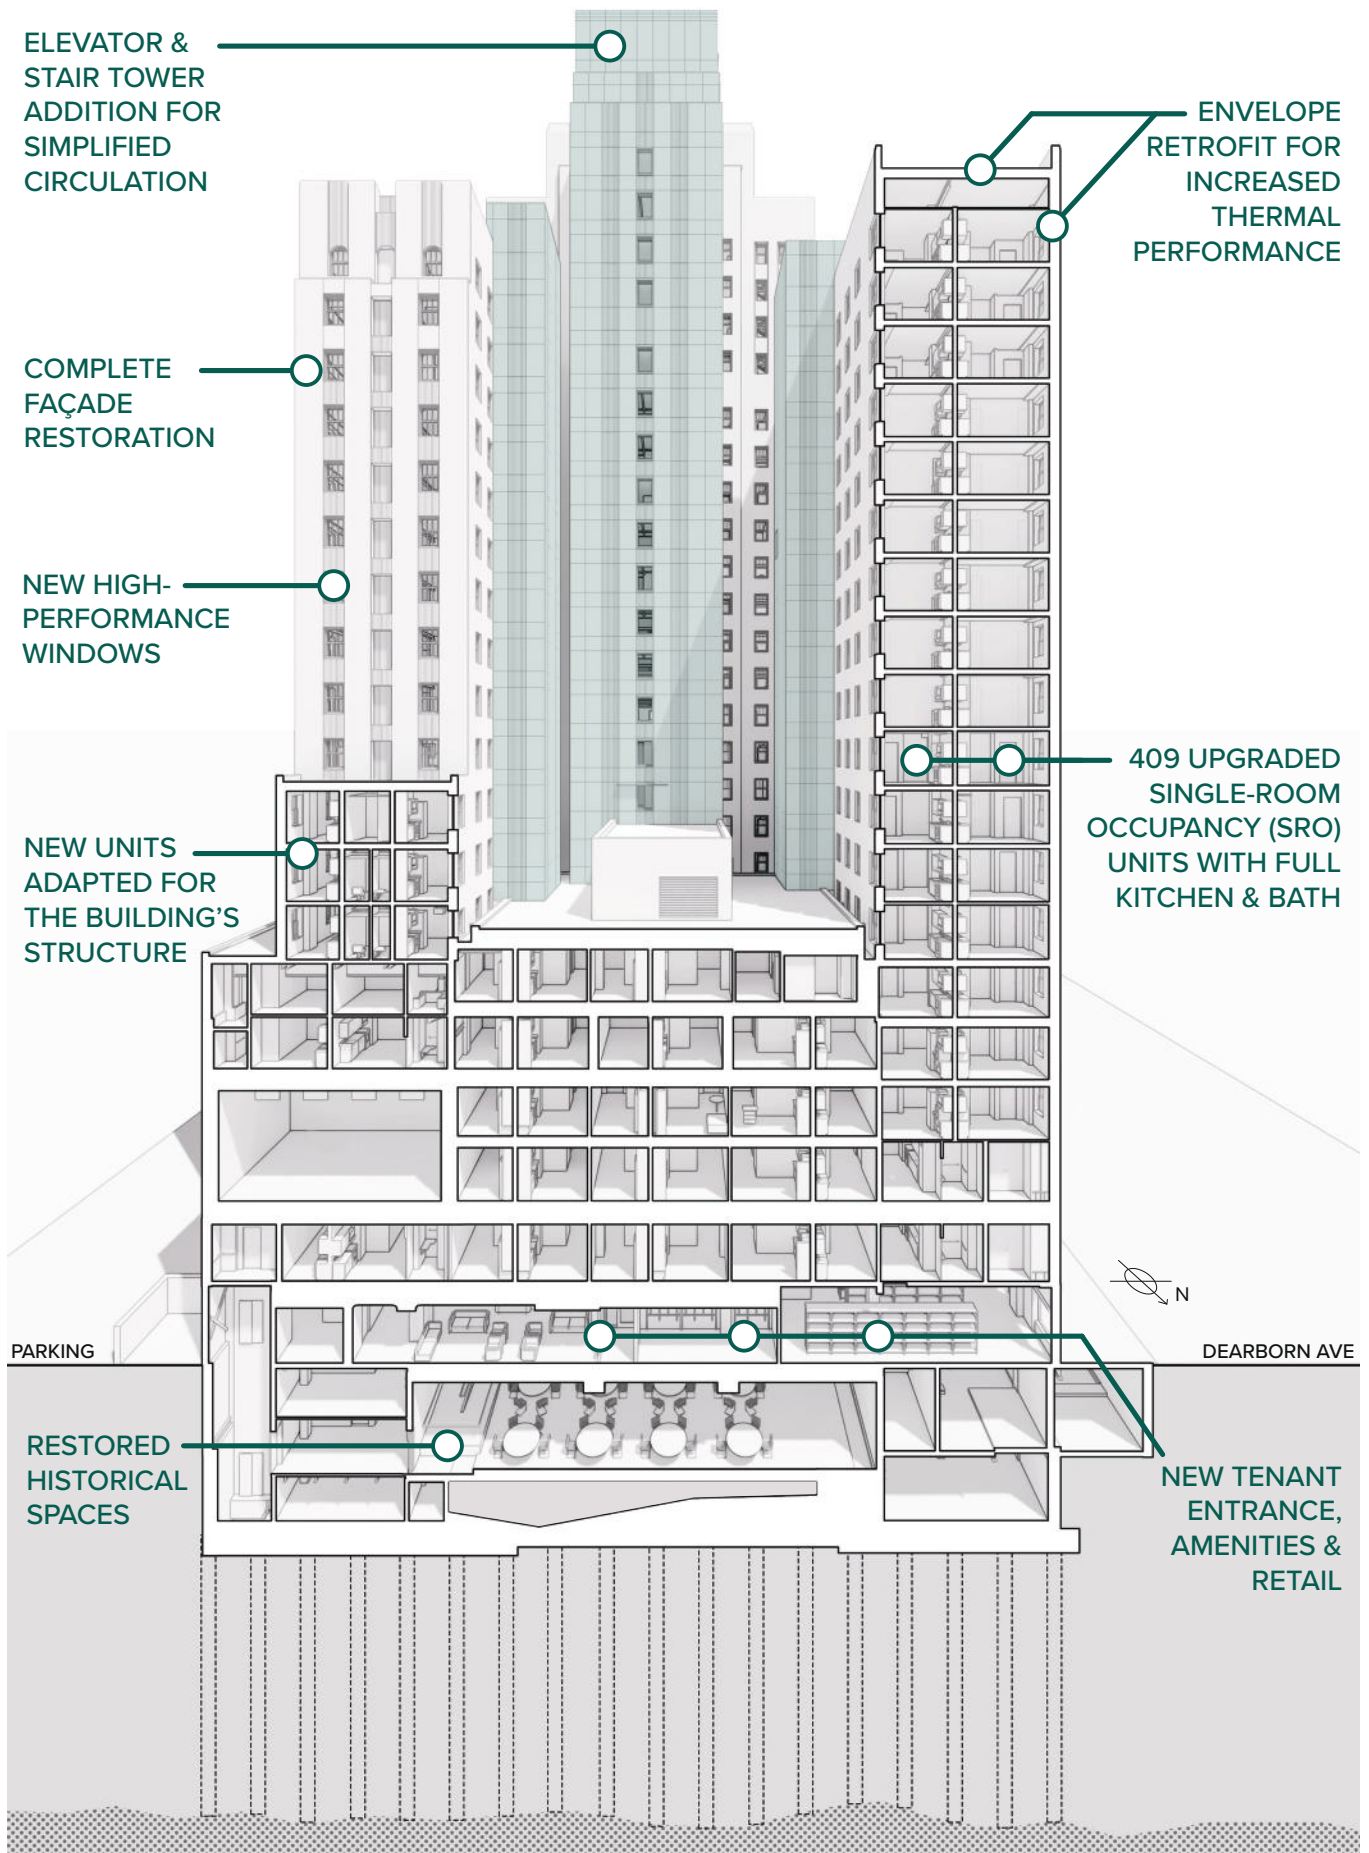 ELEVATOR &
STAIR TOWER
ADDITION FOR
SIMPLIFIED
CIRCULATION
ENVELOPE
RETROFIT FOR
INCREASED
THERMAL
PERFORMANCE
COMPLETE
FAÇADE
RESTORATION
NEW HIGH-
PERFORMANCE
WINDOWS
409 UPGRADED
SINGLE-ROOM
OCCUPANCY (SRO)
UNITS WITH FULL
KITCHEN & BATH
NEW UNITS
ADAPTED FOR
THE BUILDING’S
STRUCTURE
N
PARKING
DEARBORN AVE
RESTORED
HISTORICAL
SPACES
NEW TENANT
ENTRANCE,
AMENITIES &
RETAIL